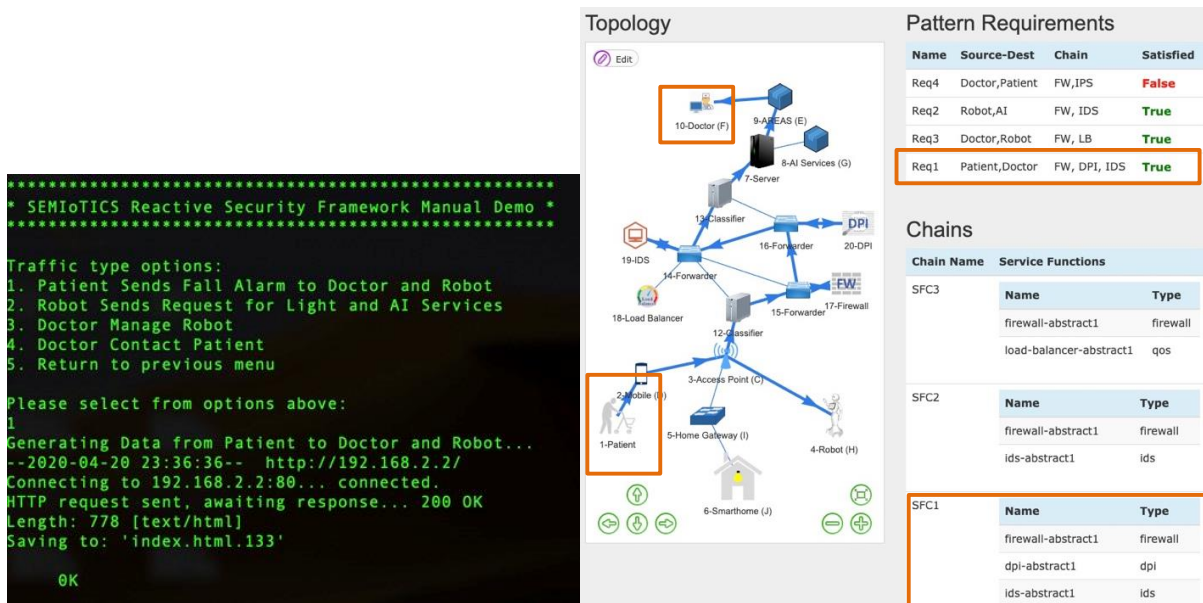 *****************************************************
* SEMIoTICS Reactive Security Framework Manual Demo *
*****************************************************
Traffic type options:
1. Patient Sends Fall Alarm to Doctor and Robot
2. Robot Sends Request for Light and AI Services
3. Doctor Manage Robot
4. Doctor Contact Patient
5. Return to previous menu
Please select from options above:
1
Generating Data from Patient to Doctor and Robot...
--2020-04-20 23:36:36-- http://192.168.2.2/
Connecting to 192.168.2.2:80... connected.
HTTP request sent, awaiting response... 200 OK
Length: 778 [text/html]
Saving to: 'index.html.133'
0K
Topology
Edit
10-Doctor (F)
9-AREAS (E)
8-AI Services (G)
7-Server
13-Classifier
DPI
19-IDS
16-Forwarder
20-DPI
14-Forwarder
FW
18-Load Balancer
15-Forwarder
17-Firewall
12-Classifier
3-Access Point (C)
2-Mobile (D)
1-Patient
5-Home Gateway (I)
4-Robot (H)
6-Smarthome (J)
Pattern Requirements
Name Source-Dest Chain Satisfied
Req4 Doctor,Patient FW,IPS False
Req2 Robot,AI FW, IDS True
Req3 Doctor,Robot FW, LB True
Req1 Patient,Doctor FW, DPI, IDS True
Chains
Chain Name Service Functions
SFC3
Name Type
firewall-abstract1 firewall
load-balancer-abstract1 qos
SFC2
Name Type
firewall-abstract1 firewall
ids-abstract1 ids
SFC1
Name Type
firewall-abstract1 firewall
dpi-abstract1 dpi
ids-abstract1 ids